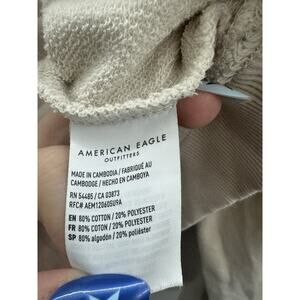 AMERICAN EAGLE
OUTFITTERS
MADE IN CAMBODIA / FABRIQUÉ AU
CAMBODGE / HECHO EN CAMBOYA
RN 54485 / CA 03873
RFC# AEM120605U9A
EN 80% COTTON / 20% POLYESTER
FR 80% COTON / 20% POLYESTER
SP 80% algodón / 20% poliéster